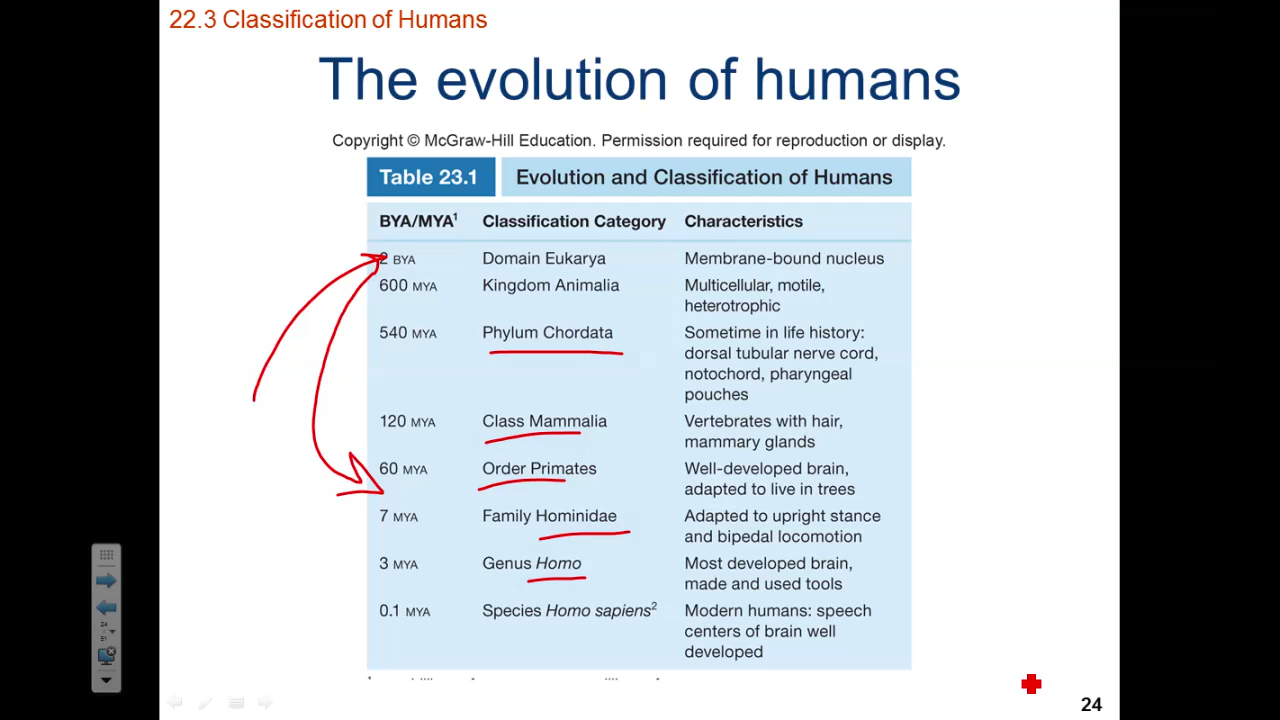 22.3 Classification of Humans
The evolution of humans
Copyright © McGraw-Hill Education. Permission required for reproduction or display.
Table 23.1 Evolution and Classification of Humans
BYA/MYA¹ Classification Category Characteristics
2 BYA Domain Eukarya Membrane-bound nucleus
600 MYA Kingdom Animalia Multicellular, motile,
heterotrophic
540 MYA Phylum Chordata Sometime in life history:
dorsal tubular nerve cord,
notochord, pharyngeal
pouches
120 MYA Class Mammalia Vertebrates with hair,
mammary glands
60 MYA Order Primates Well-developed brain,
adapted to live in trees
7 MYA Family Hominidae Adapted to upright stance
and bipedal locomotion
3 MYA Genus Homo Most developed brain,
made and used tools
0.1 MYA Species Homo sapiens² Modern humans: speech
centers of brain well
developed
24
51
24